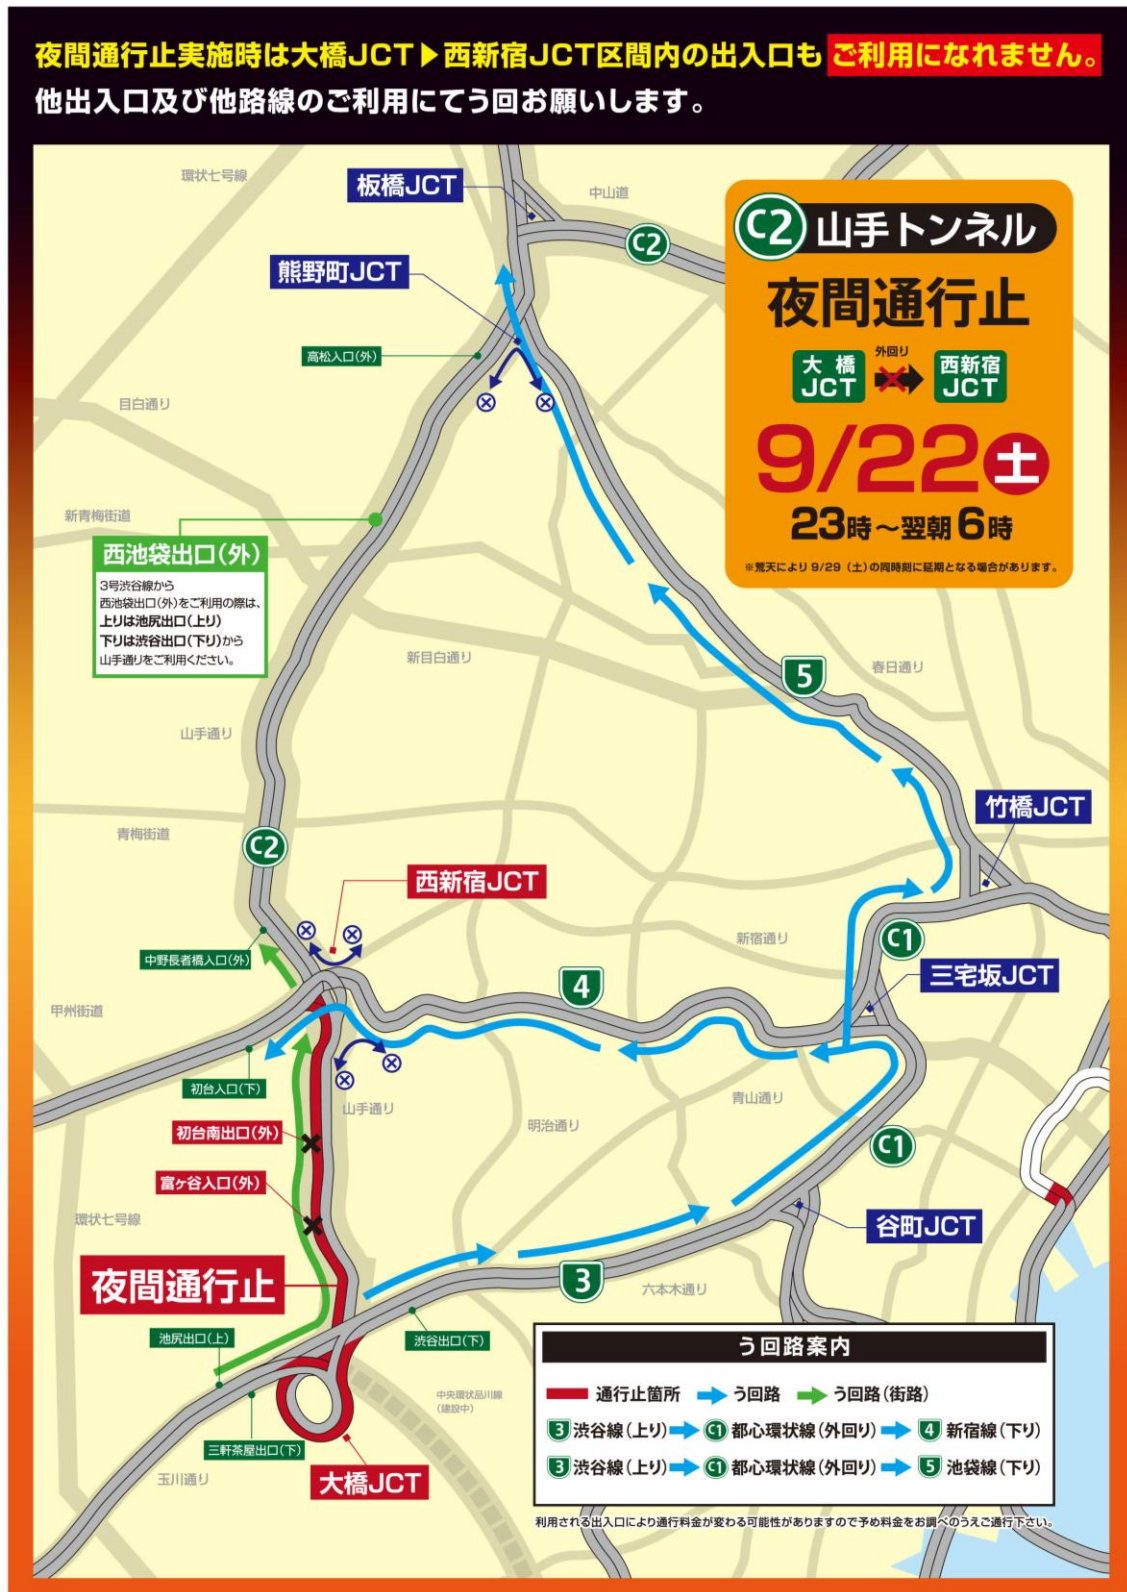 夜間通行止実施時は大橋JCT▶西新宿JCT区間内の出入口も ご利用になれません。
他出入口及び他路線のご利用にてう回お願いします。
環状七号線
板橋JCT
中山道
C2
熊野町JCT
高松入口(外)
目白通り
C2 山手トンネル
夜間通行止
大橋JCT
外回り
西新宿JCT
9/22 土
23時～翌朝6時
※荒天により 9/29 (土)の同時刻に延期となる場合があります。
新青梅街道
西池袋出口(外)
3号渋谷線から
西池袋出口(外)をご利用の際は、
上りは池尻出口(上り)
下りは渋谷出口(下り)から
山手通りをご利用ください。
新目白通り
春日通り
5
山手通り
青梅街道
C2
竹橋JCT
西新宿JCT
中野長者橋入口(外)
新宿通り
C1
三宅坂JCT
4
甲州街道
初台入口(下)
山手通り
明治通り
青山通り
初台南出口(外)
C1
富ヶ谷入口(外)
環状七号線
谷町JCT
夜間通行止
3
六本木通り
池尻出口(上)
渋谷出口(下)
中央環状品川線
(建設中)
三軒茶屋出口(下)
玉川通り
大橋JCT
う回路案内
通行止箇所 う回路 う回路(街路)
3 渋谷線(上り) C1 都心環状線(外回り) 4 新宿線(下り)
3 渋谷線(上り) C1 都心環状線(外回り) 5 池袋線(下り)
利用される出入口により通行料金が変わる可能性がありますので予め料金をお調べのうえご通行下さい。